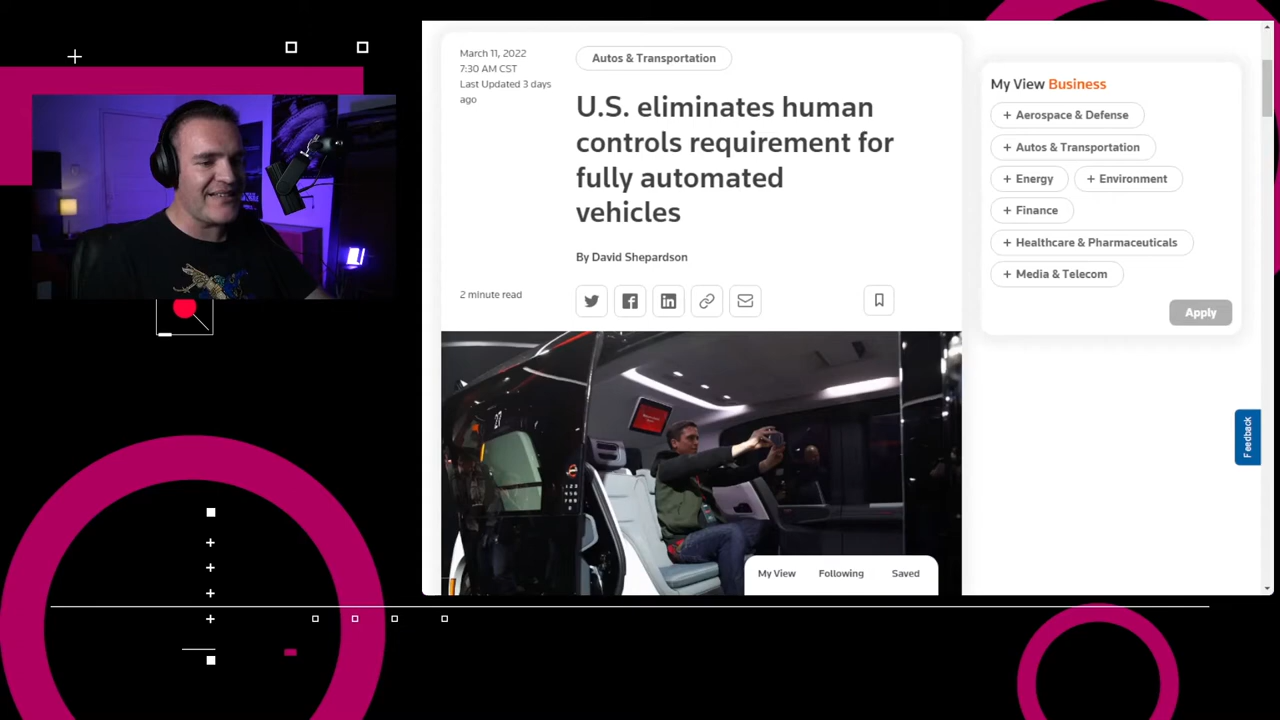 March 11, 2022
7:30 AM CST
Last Updated 3 days
ago
Autos & Transportation
U.S. eliminates human
controls requirement for
fully automated
vehicles
By David Shepardson
2 minute read
My View Following Saved
My View Business
+ Aerospace & Defense
+ Autos & Transportation
+ Energy + Environment
+ Finance
+ Healthcare & Pharmaceuticals
+ Media & Telecom
Apply
Feedback